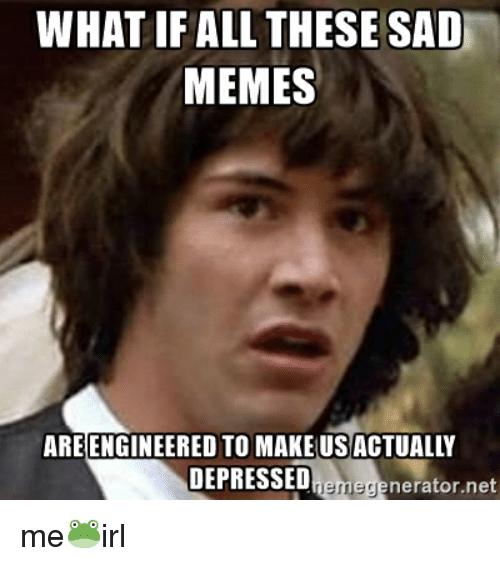 WHAT IF ALL THESE SAD
MEMES
ARE ENGINEERED TO MAKE US ACTUALLY
DEPRESSED
memegenerator.net
me🐸irl